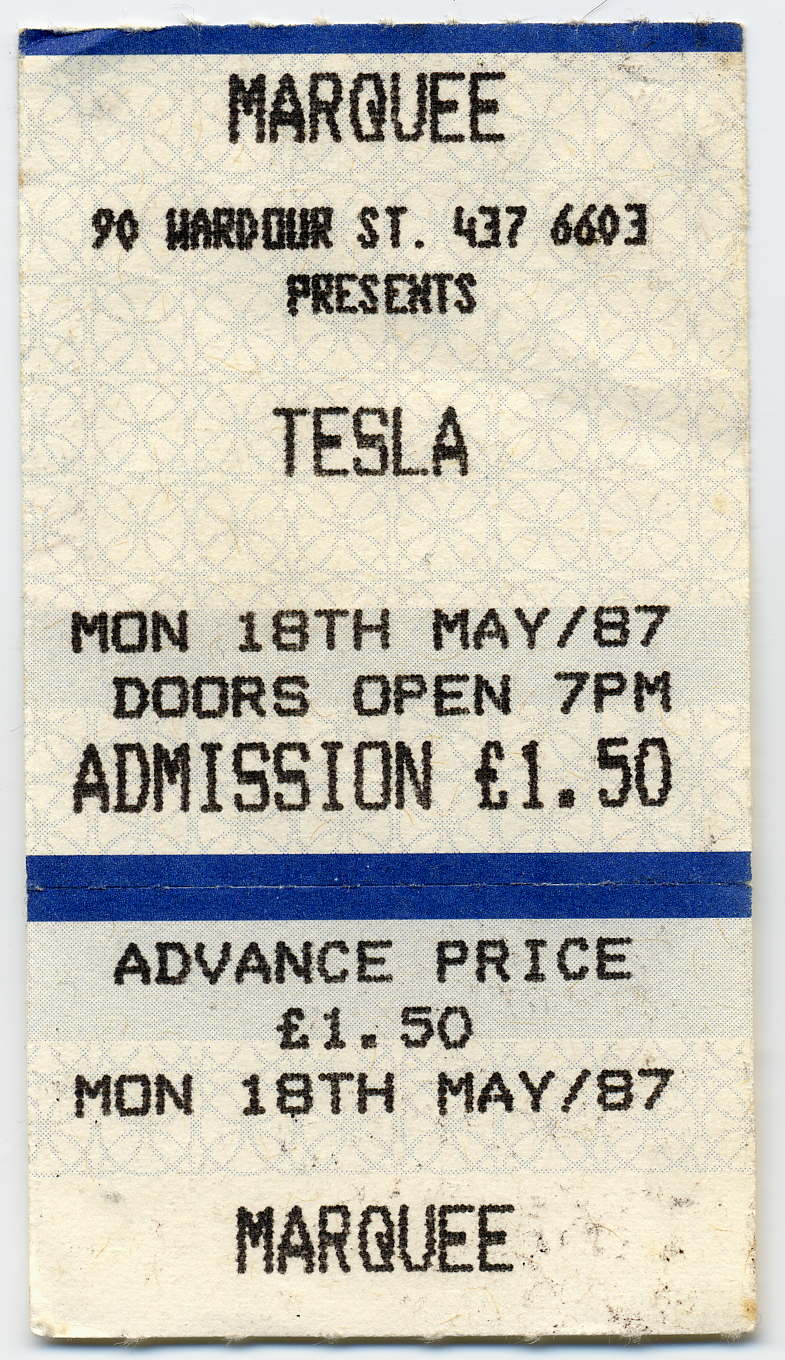 MARQUEE
90 WARDOUR ST. 437 6603
PRESENTS
TESLA
MON 18TH MAY/87
DOORS OPEN 7PM
ADMISSION £1.50
ADVANCE PRICE
£1.50
MON 18TH MAY/87
MARQUEE